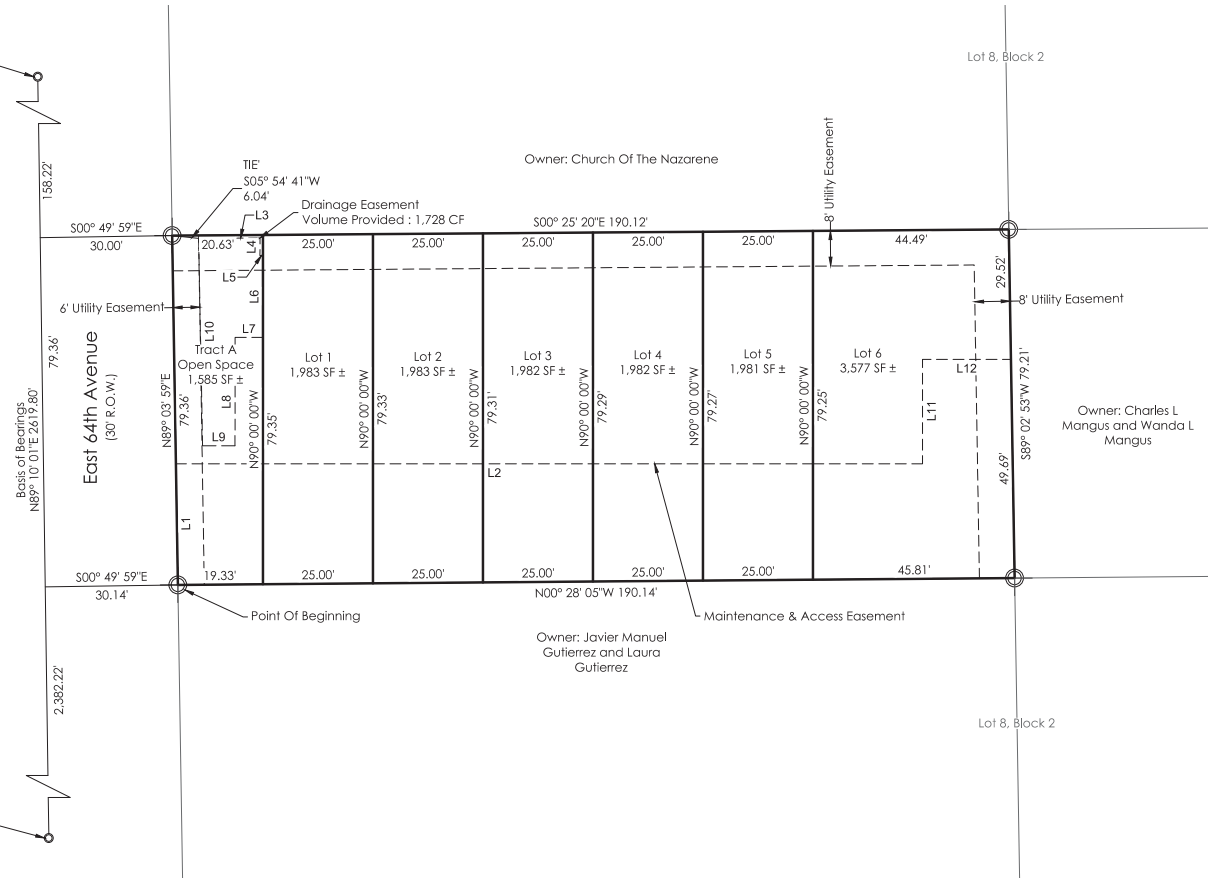 Lot 8, Block 2
8' Utility Easement
Owner: Church Of The Nazarene
158.22'
TIE'
S05° 54' 41"W
6.04'
Drainage Easement
Volume Provided : 1,728 CF
L3
S00° 49' 59"E
30.00'
S00° 25' 20"E 190.12'
20.63'
L4
25.00'
25.00'
25.00'
25.00'
25.00'
44.49'
L5
29.52'
6' Utility Easement
L6
8' Utility Easement
L10
L7
79.36'
Tract A
Open Space
1,585 SF ±
Lot 1
1,983 SF ±
Lot 2
1,983 SF ±
Lot 3
1,982 SF ±
Lot 4
1,982 SF ±
Lot 5
1,981 SF ±
Lot 6
3,577 SF ±
L12
Basis of Bearings
N89° 10' 01"E 2619.80'
East 64th Avenue
(30' R.O.W.)
N89° 03' 59"E
79.36'
L8
L9
N90° 00' 00"W
79.35'
N90° 00' 00"W
79.33'
N90° 00' 00"W
79.31'
N90° 00' 00"W
79.29'
N90° 00' 00"W
79.27'
N90° 00' 00"W
79.25'
L11
S89° 02' 53"W 79.21'
Owner: Charles L
Mangus and Wanda L
Mangus
L2
49.69'
L1
S00° 49' 59"E
30.14'
19.33'
25.00'
25.00'
25.00'
25.00'
25.00'
45.81'
N00° 28' 05"W 190.14'
Point Of Beginning
Maintenance & Access Easement
Owner: Javier Manuel
Gutierrez and Laura
Gutierrez
2,382.22'
Lot 8, Block 2